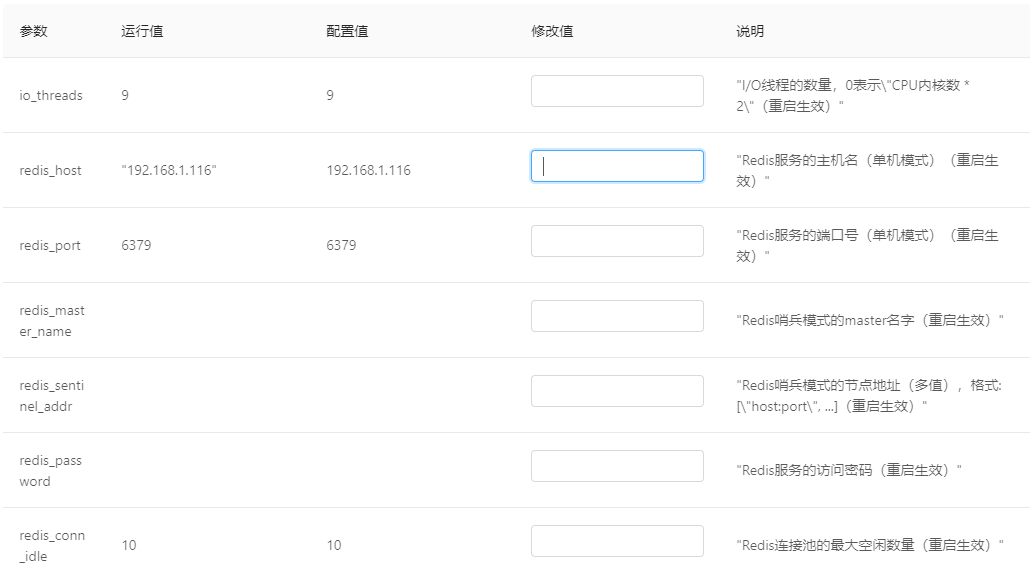 参数 运行值 配置值 修改值 说明
io_threads 9 9 "I/O线程的数量，0表示\"CPU内核数 *
2\"（重启生效）"
redis_host "192.168.1.116" 192.168.1.116 "Redis服务的主机名（单机模式）（重启生
效）"
redis_port 6379 6379 "Redis服务的端口号（单机模式）（重启生
效）"
redis_mast
er_name "Redis哨兵模式的master名字（重启生效）"
redis_senti
nel_addr "Redis哨兵模式的节点地址（多值），格式:
[\"host:port\", ...]（重启生效）"
redis_pass
word "Redis服务的访问密码（重启生效）"
redis_conn
_idle 10 10 "Redis连接池的最大空闲数量（重启生效）"